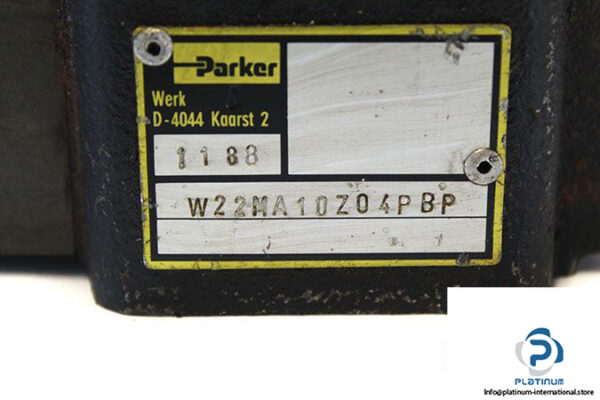 Parker
Werk
D-4044 Kaarst 2
1188
W22MA10Z04PBP
PLATINUM
Info@platinum-international.store